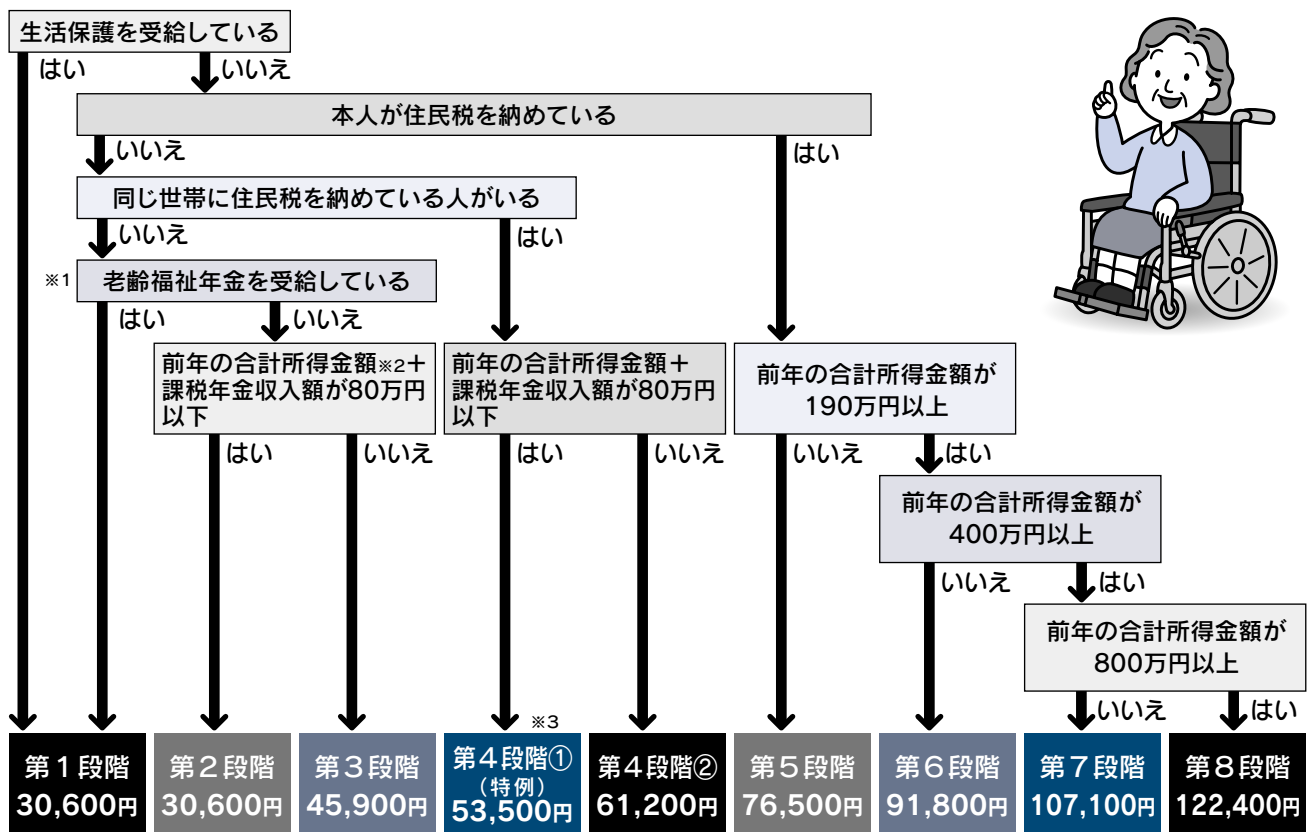 生活保護を受給している
はい
いいえ
本人が住民税を納めている
いいえ
はい
同じ世帯に住民税を納めている人がいる
いいえ
はい
※1
老齢福祉年金を受給している
はい
いいえ
前年の合計所得金額※2＋
課税年金収入額が80万円
以下
前年の合計所得金額＋
課税年金収入額が80万円
以下
前年の合計所得金額が
190万円以上
はい
いいえ
はい
いいえ
いいえ
はい
前年の合計所得金額が
400万円以上
いいえ
はい
前年の合計所得金額が
800万円以上
いいえ
はい
※3
第１段階
30,600円
第２段階
30,600円
第３段階
45,900円
第４段階①
（特例）
53,500円
第４段階②
61,200円
第５段階
76,500円
第６段階
91,800円
第７段階
107,100円
第８段階
122,400円